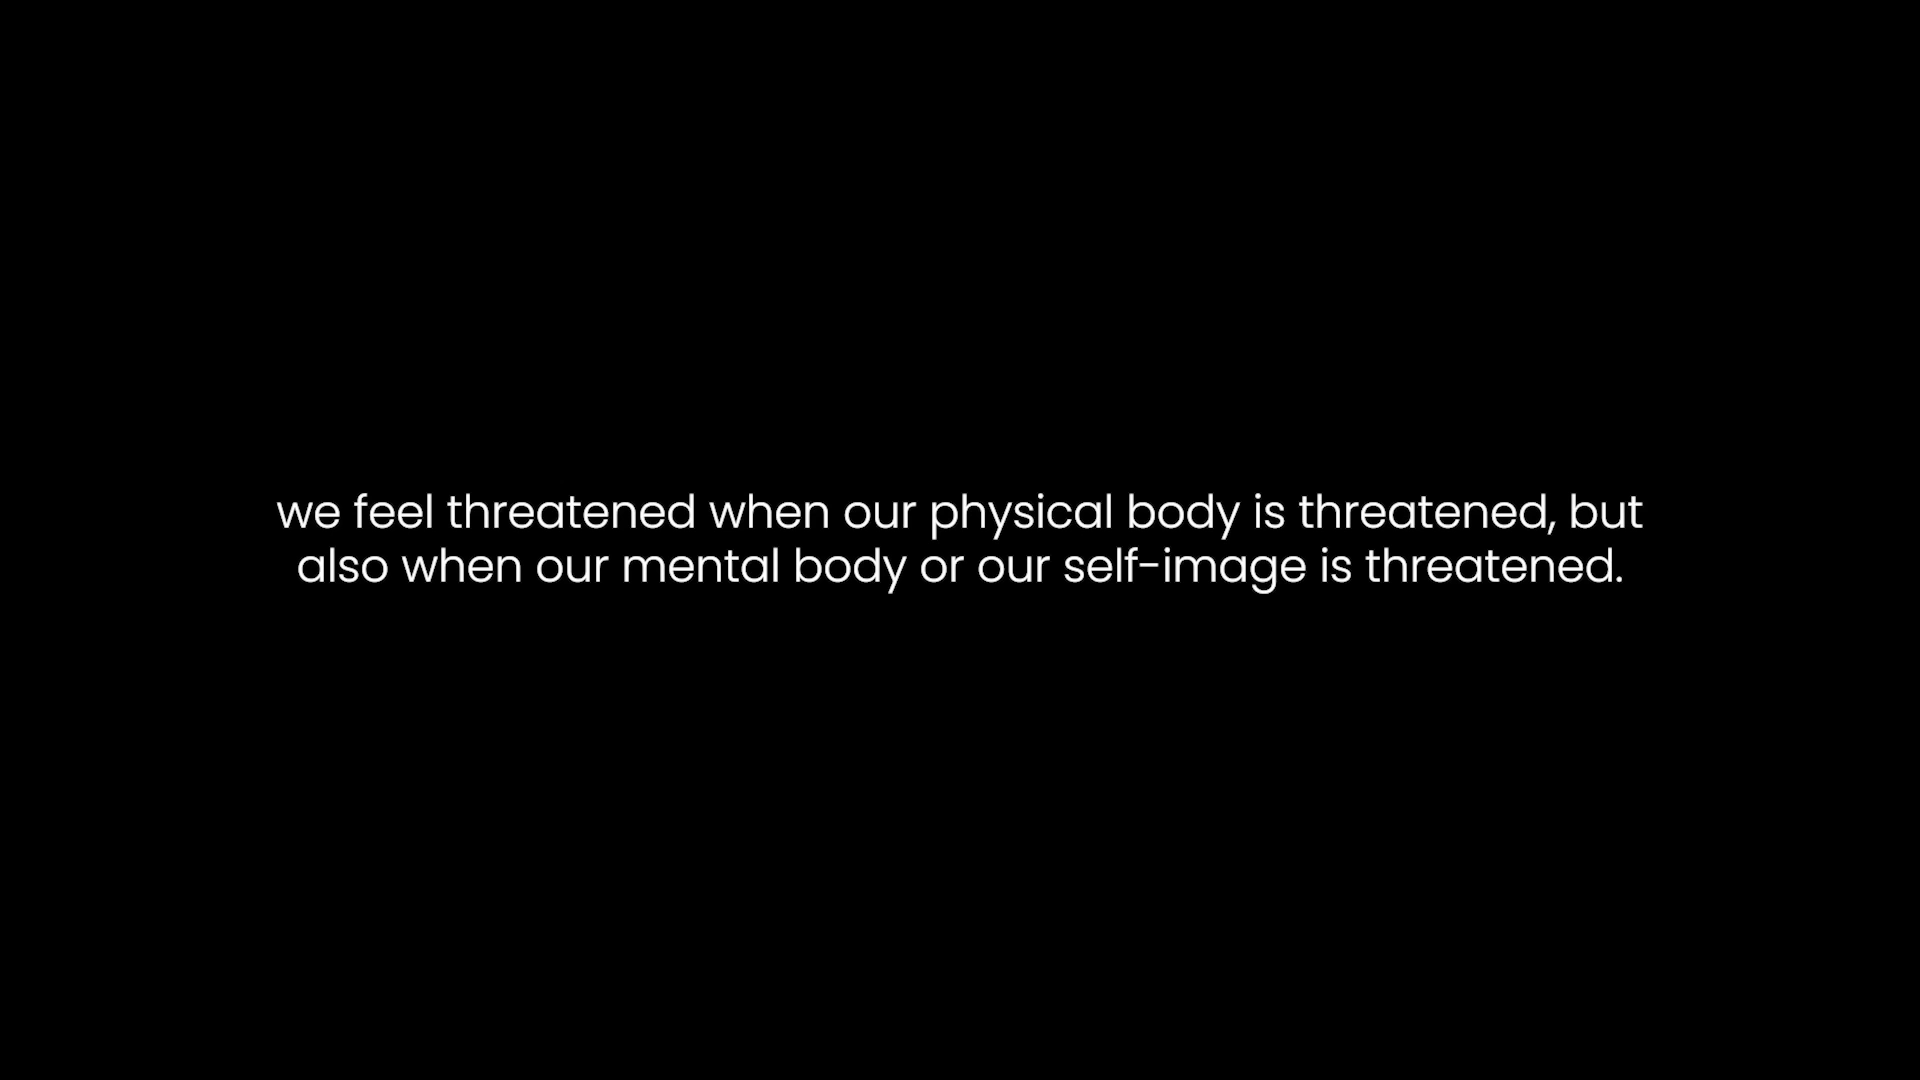 we feel threatened when our physical body is threatened, but
also when our mental body or our self-image is threatened.